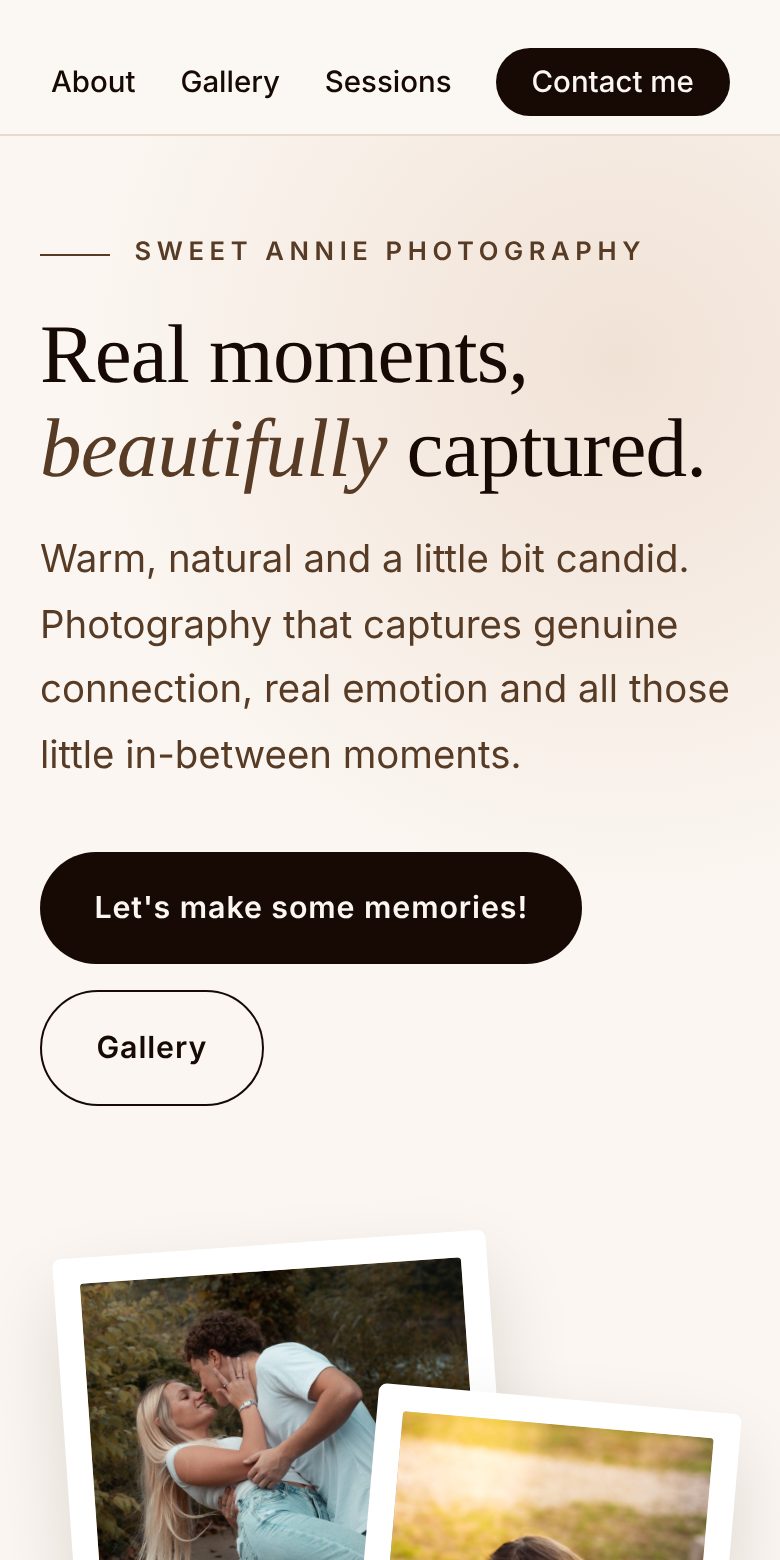 About Gallery Sessions Contact me
SWEET ANNIE PHOTOGRAPHY
Real moments,
beautifully captured.
Warm, natural and a little bit candid.
Photography that captures genuine
connection, real emotion and all those
little in-between moments.
Let's make some memories!
Gallery